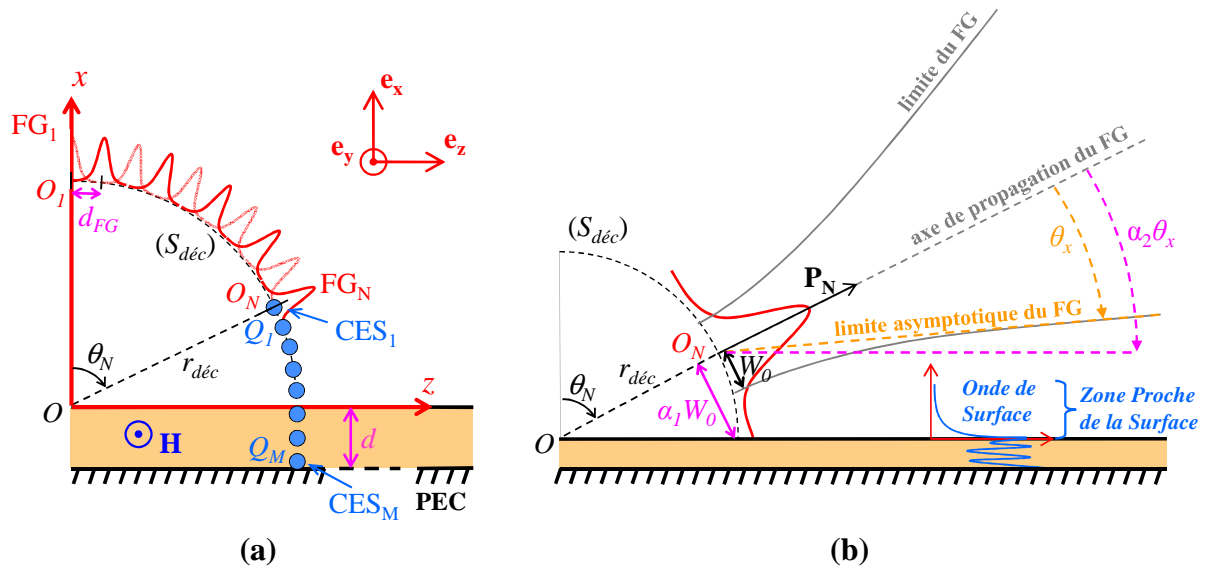 x
FG1
O1
dFG
(Sdéc)
ON
FGN
Q1
CES1
θN
rdéc
O
z
ex
ey
ez
H
d
QM
CESM
PEC
(a)
limite du FG
axe de propagation du FG
(Sdéc)
PN
θx
α2θx
limite asymptotique du FG
ON
W0
θN
rdéc
α1W0
O
Onde de
Surface
Zone Proche
de la Surface
(b)